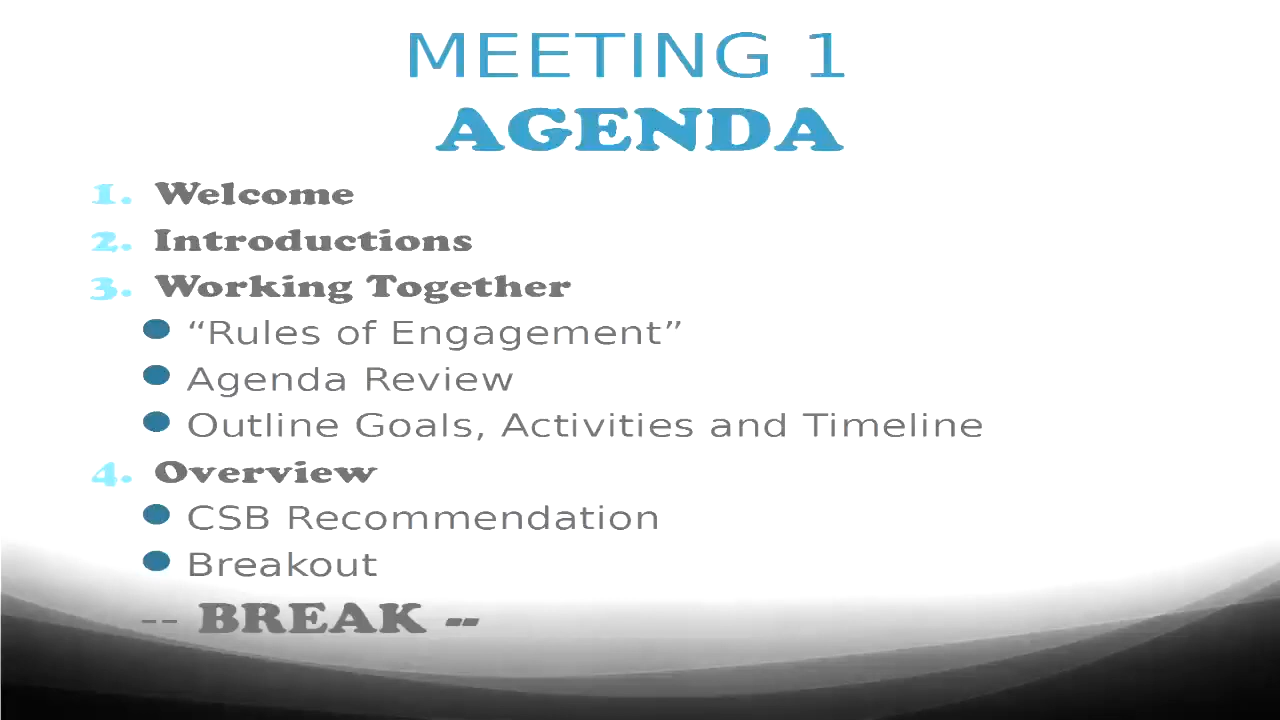 MEETING 1
AGENDA
1. Welcome
2. Introductions
3. Working Together
“Rules of Engagement”
Agenda Review
Outline Goals, Activities and Timeline
4. Overview
CSB Recommendation
Breakout
-- BREAK --